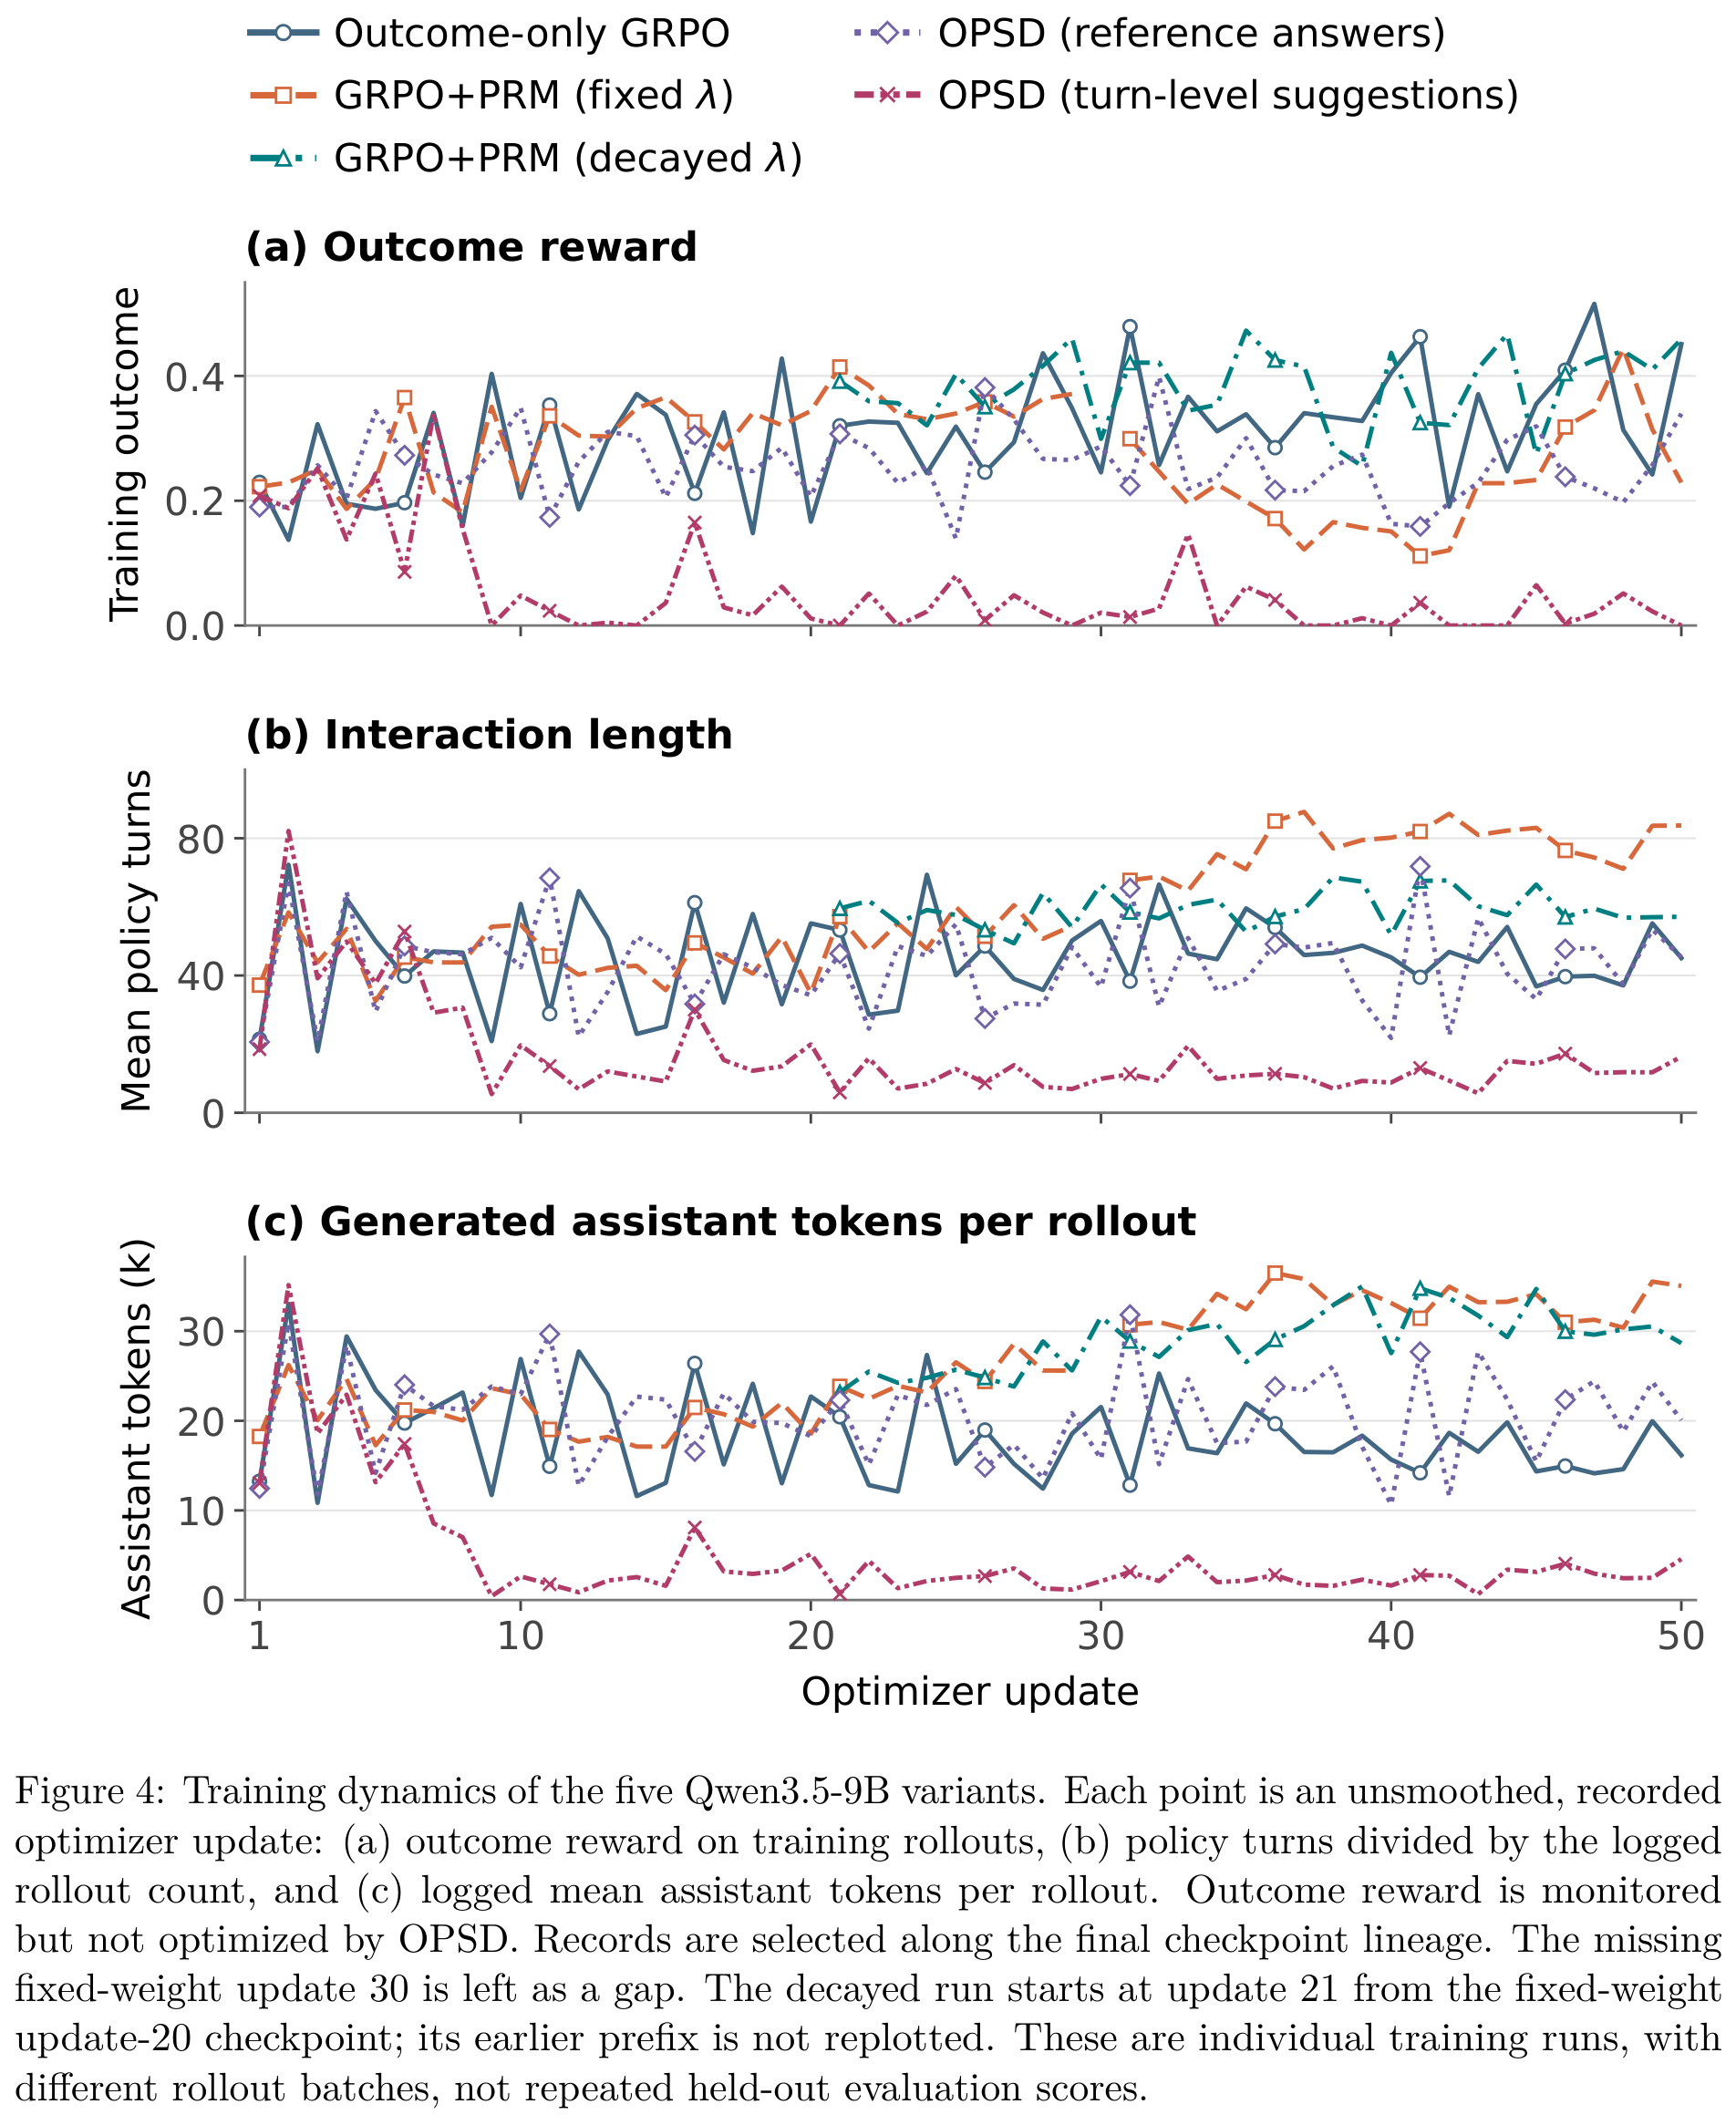 Outcome-only GRPO
GRPO+PRM (fixed λ)
GRPO+PRM (decayed λ)
OPSD (reference answers)
OPSD (turn-level suggestions)
(a) Outcome reward
Training outcome
0.4
0.2
0.0
(b) Interaction length
Mean policy turns
80
40
0
(c) Generated assistant tokens per rollout
Assistant tokens (k)
30
20
10
0
1 10 20 30 40 50
Optimizer update
Figure 4: Training dynamics of the five Qwen3.5-9B variants. Each point is an unsmoothed, recorded
optimizer update: (a) outcome reward on training rollouts, (b) policy turns divided by the logged
rollout count, and (c) logged mean assistant tokens per rollout. Outcome reward is monitored
but not optimized by OPSD. Records are selected along the final checkpoint lineage. The missing
fixed-weight update 30 is left as a gap. The decayed run starts at update 21 from the fixed-weight
update-20 checkpoint; its earlier prefix is not replotted. These are individual training runs, with
different rollout batches, not repeated held-out evaluation scores.